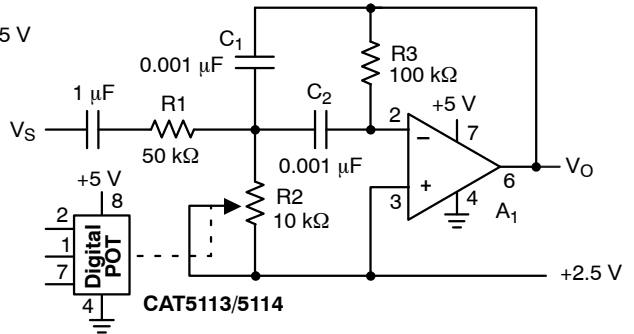 5 V
C1
0.001 µF
R3
100 kΩ
1 µF
R1
C2
2
+5 V
7
VS
50 kΩ
0.001 µF
–
+
3
6
VO
4
A1
+5 V
8
R2
10 kΩ
2
1
7
Digital
POT
4
CAT5113/5114
+2.5 V